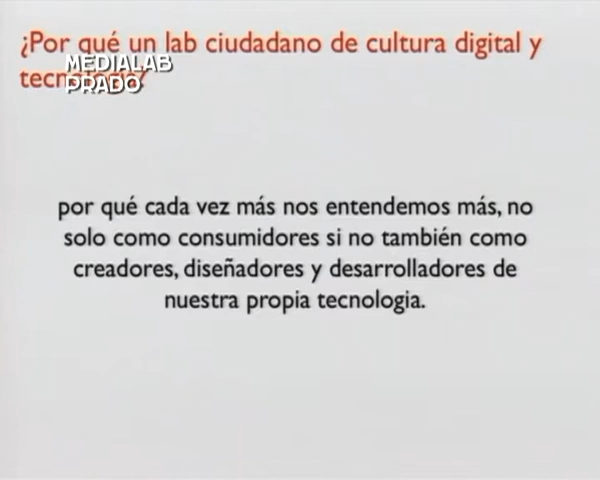 ¿Por qué un lab ciudadano de cultura digital y
tecnologia?
MEDIALAB
PRADO
por qué cada vez más nos entendemos más, no
solo como consumidores si no también como
creadores, diseñadores y desarrolladores de
nuestra propia tecnologia.